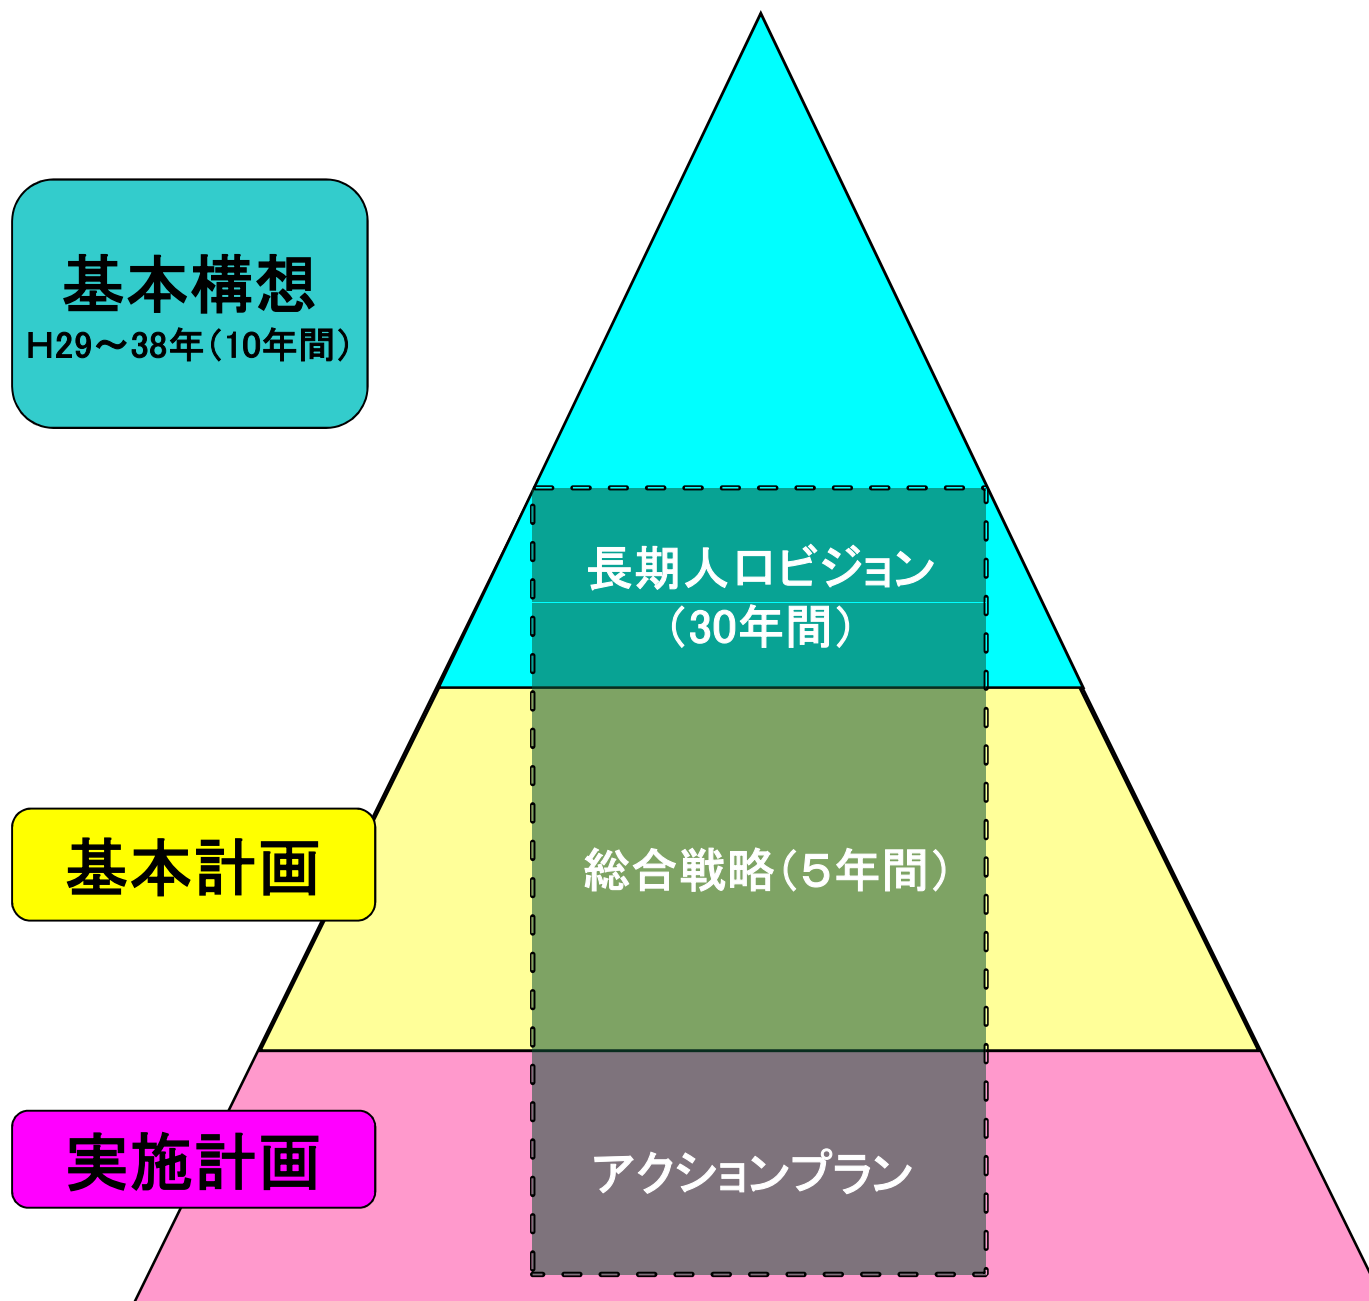 基本構想
H29～38年(10年間)
長期人口ビジョン
(30年間)
基本計画
総合戦略(5年間)
実施計画
アクションプラン